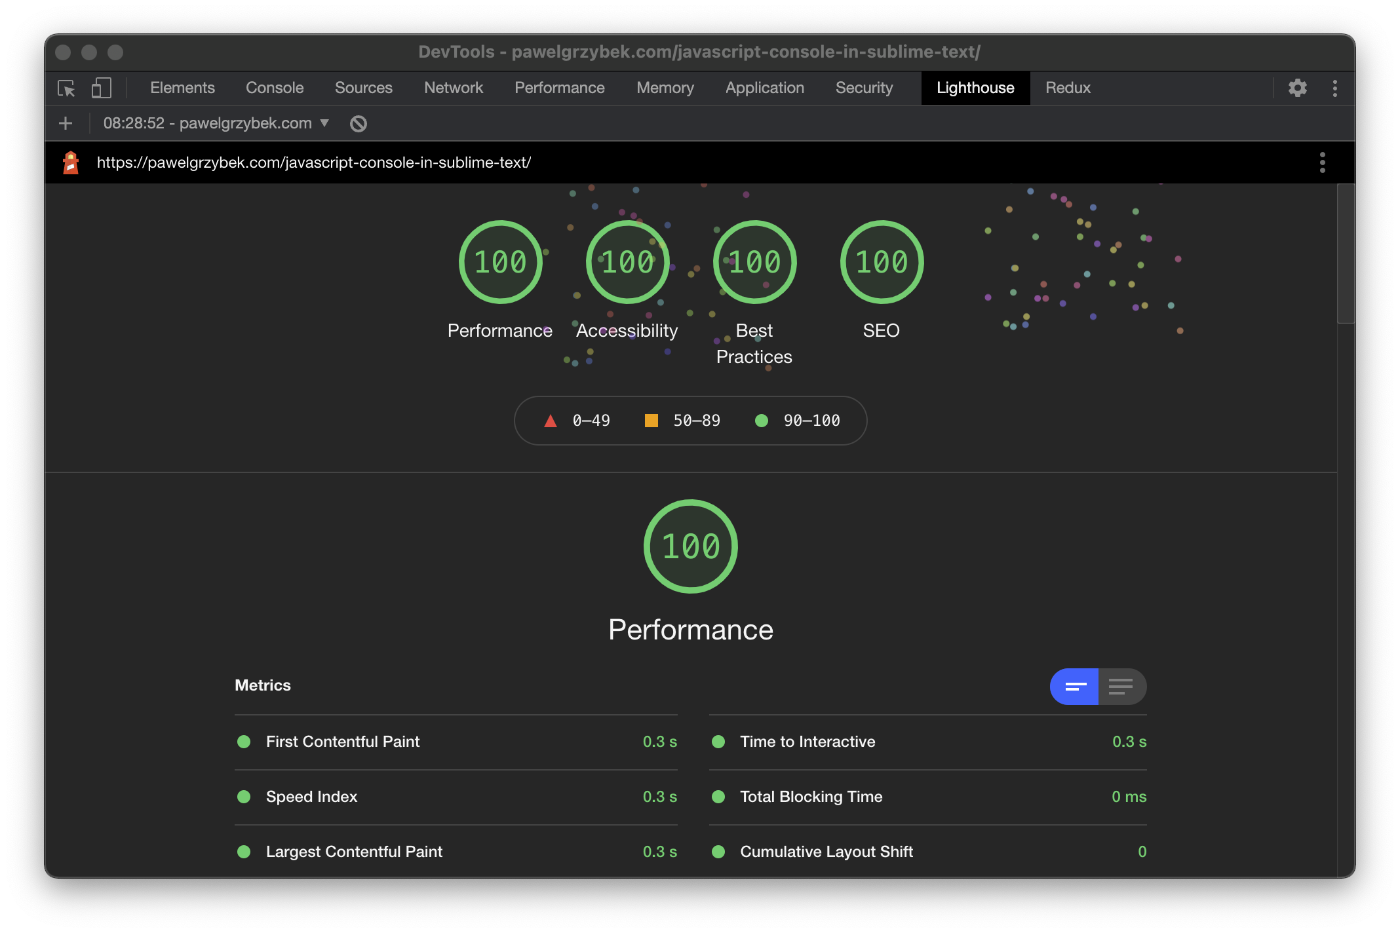 DevTools - pawelgrzybek.com/javascript-console-in-sublime-text/
Elements Console Sources Network Performance Memory Application Security Lighthouse Redux
08:28:52 - pawelgrzybek.com
https://pawelgrzybek.com/javascript-console-in-sublime-text/
100 100 100 100
Performance Accessibility Best Practices SEO
0–49 50–89 90–100
100
Performance
Metrics
First Contentful Paint 0.3 s Time to Interactive 0.3 s
Speed Index 0.3 s Total Blocking Time 0 ms
Largest Contentful Paint 0.3 s Cumulative Layout Shift 0